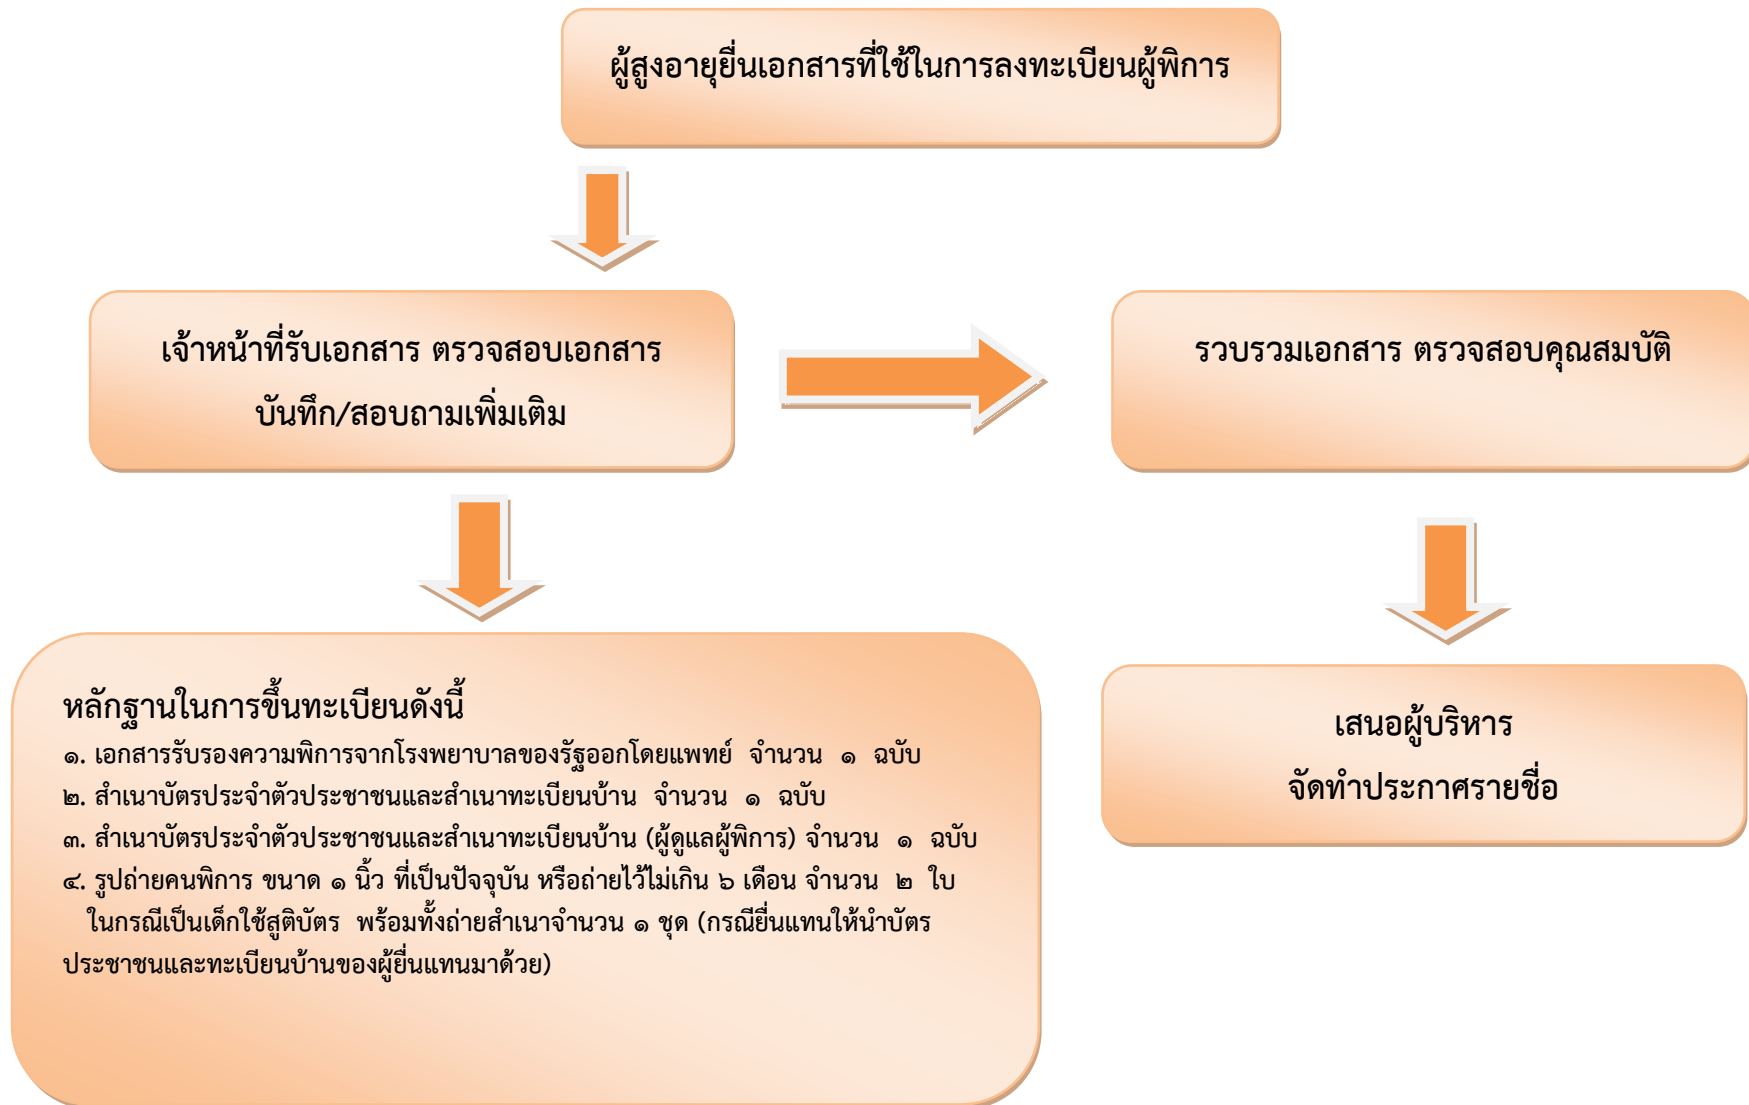 ผู้สูงอายุยื่นเอกสารที่ใช้ในการลงทะเบียนผู้พิการ
เจ้าหน้าที่รับเอกสาร ตรวจสอบเอกสาร
บันทึก/สอบถามเพิ่มเติม
รวบรวมเอกสาร ตรวจสอบคุณสมบัติ
หลักฐานในการขึ้นทะเบียนดังนี้
๑. เอกสารรับรองความพิการจากโรงพยาบาลของรัฐออกโดยแพทย์ จำนวน ๑ ฉบับ
๒. สำเนาบัตรประจำตัวประชาชนและสำเนาทะเบียนบ้าน จำนวน ๑ ฉบับ
๓. สำเนาบัตรประจำตัวประชาชนและสำเนาทะเบียนบ้าน (ผู้ดูแลผู้พิการ) จำนวน ๑ ฉบับ
๔. รูปถ่ายคนพิการ ขนาด ๑ นิ้ว ที่เป็นปัจจุบัน หรือถ่ายไว้ไม่เกิน ๖ เดือน จำนวน ๒ ใบ
ในกรณีเป็นเด็กใช้สูติบัตร พร้อมทั้งถ่ายสำเนาจำนวน ๑ ชุด (กรณียื่นแทนให้นำบัตร
ประชาชนและทะเบียนบ้านของผู้ยื่นแทนมาด้วย)
เสนอผู้บริหาร
จัดทำประกาศรายชื่อ